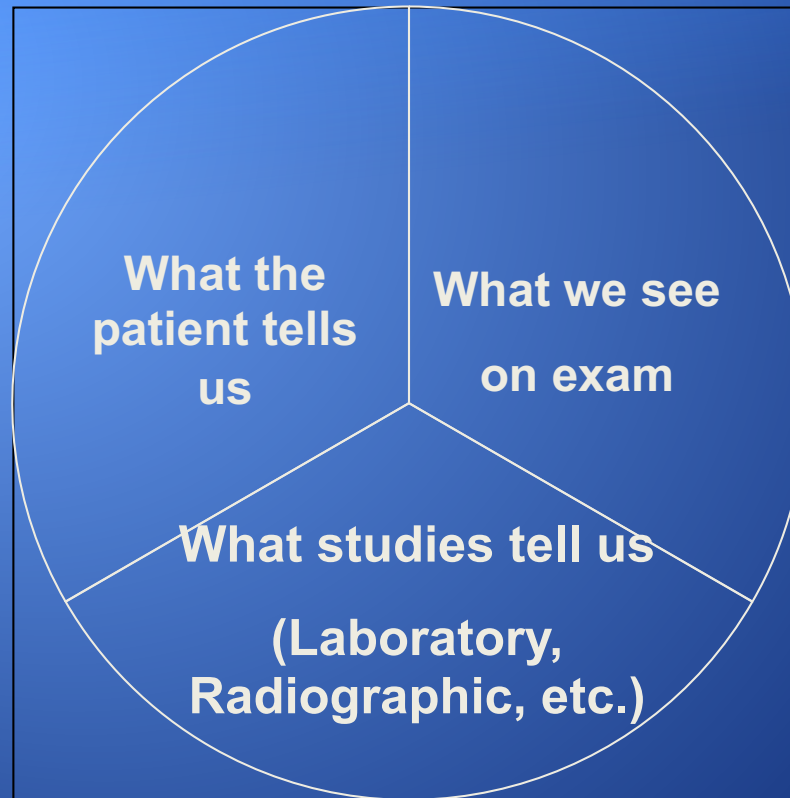 What the
patient tells
us
What we see
on exam
What studies tell us
(Laboratory,
Radiographic, etc.)